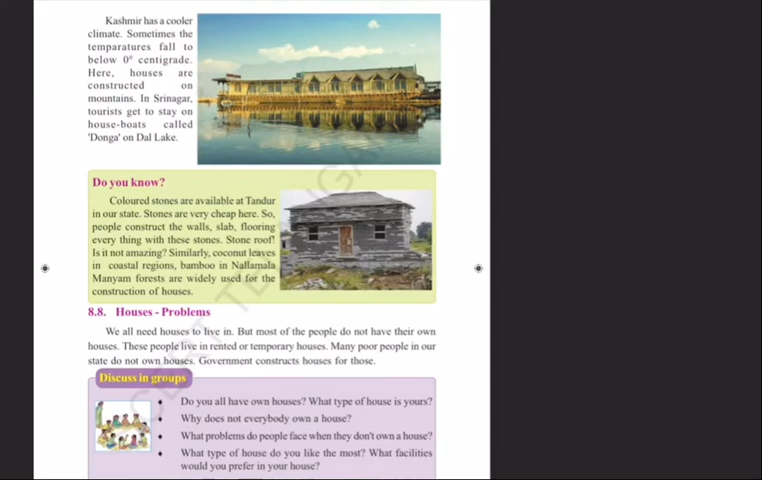 Kashmir has a cooler
climate. Sometimes the
temparatures fall to
below 0° centigrade.
Here, houses are
constructed on
mountains. In Srinagar,
tourists get to stay on
house-boats called
'Donga' on Dal Lake.
Do you know?
Coloured stones are available at Tandur
in our state. Stones are very cheap here. So,
people construct the walls, slab, flooring
every thing with these stones. Stone roof!
Is it not amazing? Similarly, coconut leaves
in coastal regions, bamboo in Nallamala
Manyam forests are widely used for the
construction of houses.
8.8. Houses - Problems
We all need houses to live in. But most of the people do not have their own
houses. These people live in rented or temporary houses. Many poor people in our
state do not own houses. Government constructs houses for those.
Discuss in groups
♦ Do you all have own houses? What type of house is yours?
♦ Why does not everybody own a house?
♦ What problems do people face when they don't own a house?
♦ What type of house do you like the most? What facilities
would you prefer in your house?